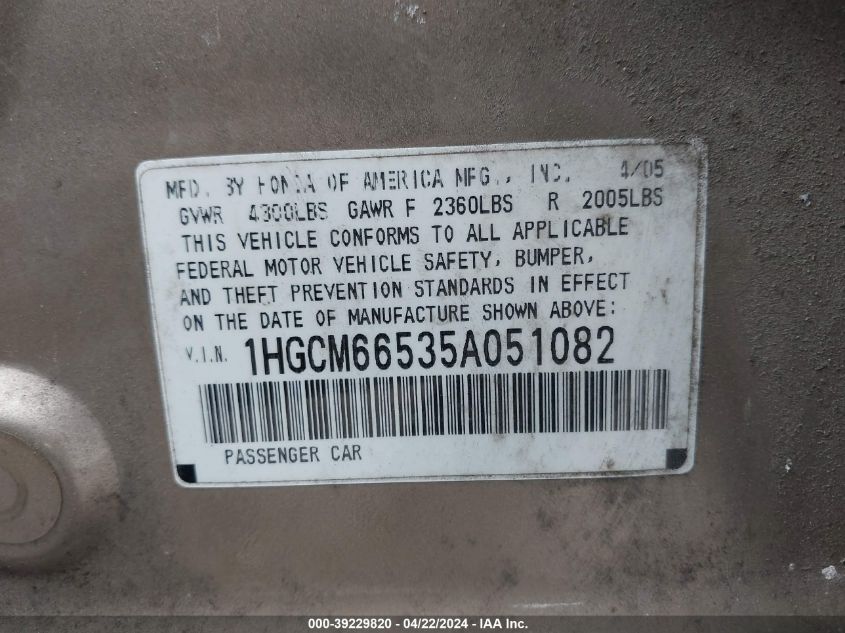 MFD. BY HONDA OF AMERICA MFG., INC. 4/05
GVWR 4300LBS GAWR F 2360LBS R 2005LBS
THIS VEHICLE CONFORMS TO ALL APPLICABLE
FEDERAL MOTOR VEHICLE SAFETY, BUMPER,
AND THEFT PREVENTION STANDARDS IN EFFECT
ON THE DATE OF MANUFACTURE SHOWN ABOVE:
V.I.N. 1HGCM66535A051082
PASSENGER CAR
000-39229820 - 04/22/2024 - IAA Inc.